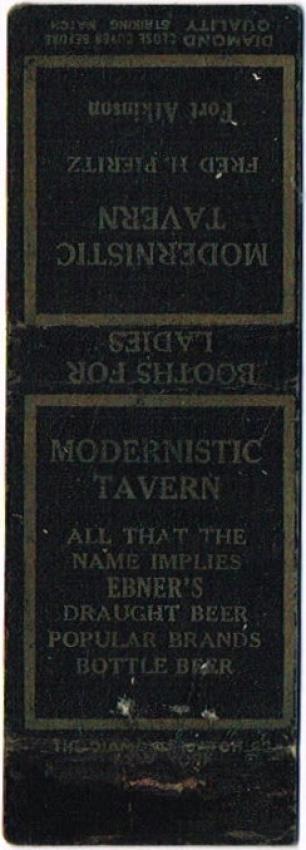 DIAMOND QUALITY
CLOSE COVER BEFORE STRIKING MATCH
MODERNISTIC
TAVERN
FRED H. PIERITZ
Fort Atkinson
BOOTHS FOR
LADIES
MODERNISTIC
TAVERN
ALL THAT THE
NAME IMPLIES
EBNER'S
DRAUGHT BEER
POPULAR BRANDS
BOTTLE BEER